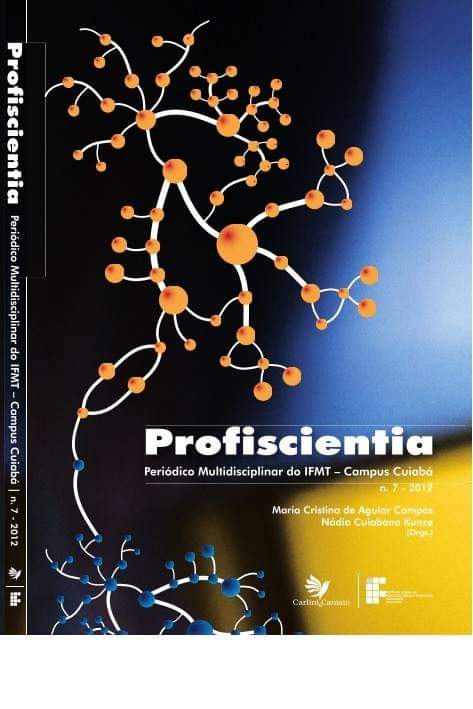 Profiscientia Periódico Multidisciplinar do IFMT – Campus Cuiabá | n. 7 - 2012
Profiscientia
Periódico Multidisciplinar do IFMT – Campus Cuiabá
n. 7 - 2012
Maria Cristina de Aguiar Campos
Nádia Cuiabano Kunze
(Orgs.)
Carlini & Caniato